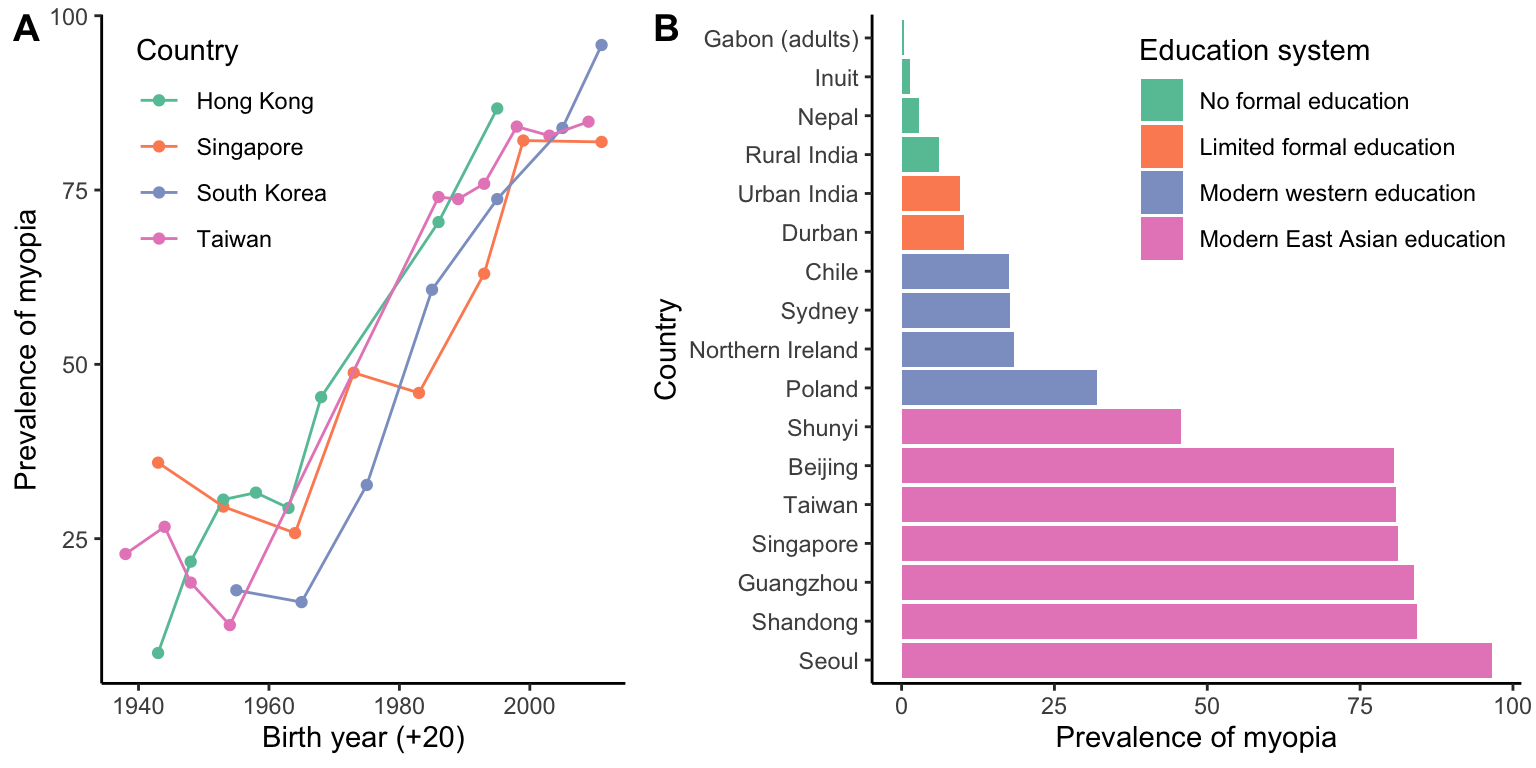 A
Country
Hong Kong
Singapore
South Korea
Taiwan
Prevalence of myopia
100
75
50
25
1940
1960
1980
2000
Birth year (+20)
B
Education system
No formal education
Limited formal education
Modern western education
Modern East Asian education
Country
Gabon (adults)
Inuit
Nepal
Rural India
Urban India
Durban
Chile
Sydney
Northern Ireland
Poland
Shunyi
Beijing
Taiwan
Singapore
Guangzhou
Shandong
Seoul
0
25
50
75
100
Prevalence of myopia